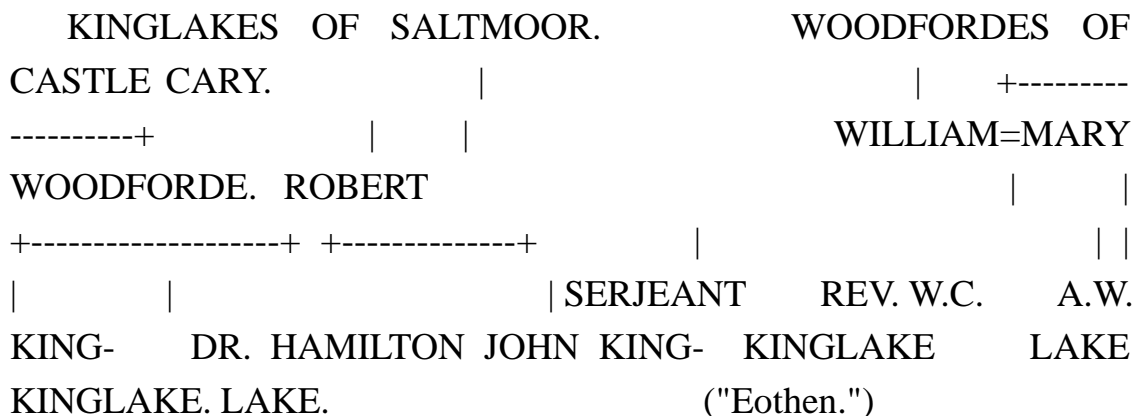 KINGLAKES OF SALTMOOR. WOODFORDES OF
CASTLE CARY. | | +---------
----------+ | | WILLIAM=MARY
WOODFORDE. ROBERT | |
+--------------------+ +--------------+ | | |
| | | SERJEANT REV. W.C. A.W.
KING- DR. HAMILTON JOHN KING- KINGLAKE LAKE
KINGLAKE. LAKE. ("Eothen.")